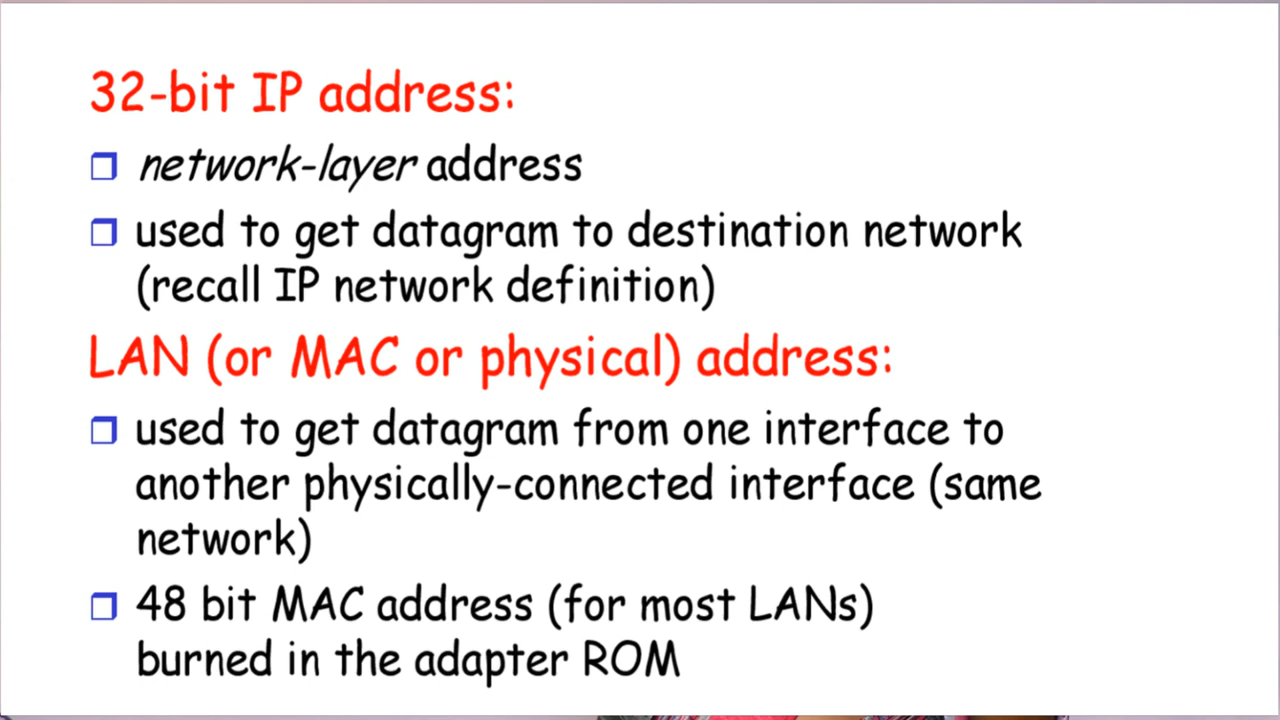 32-bit IP address:
network-layer address
used to get datagram to destination network
(recall IP network definition)
LAN (or MAC or physical) address:
used to get datagram from one interface to
another physically-connected interface (same
network)
48 bit MAC address (for most LANs)
burned in the adapter ROM